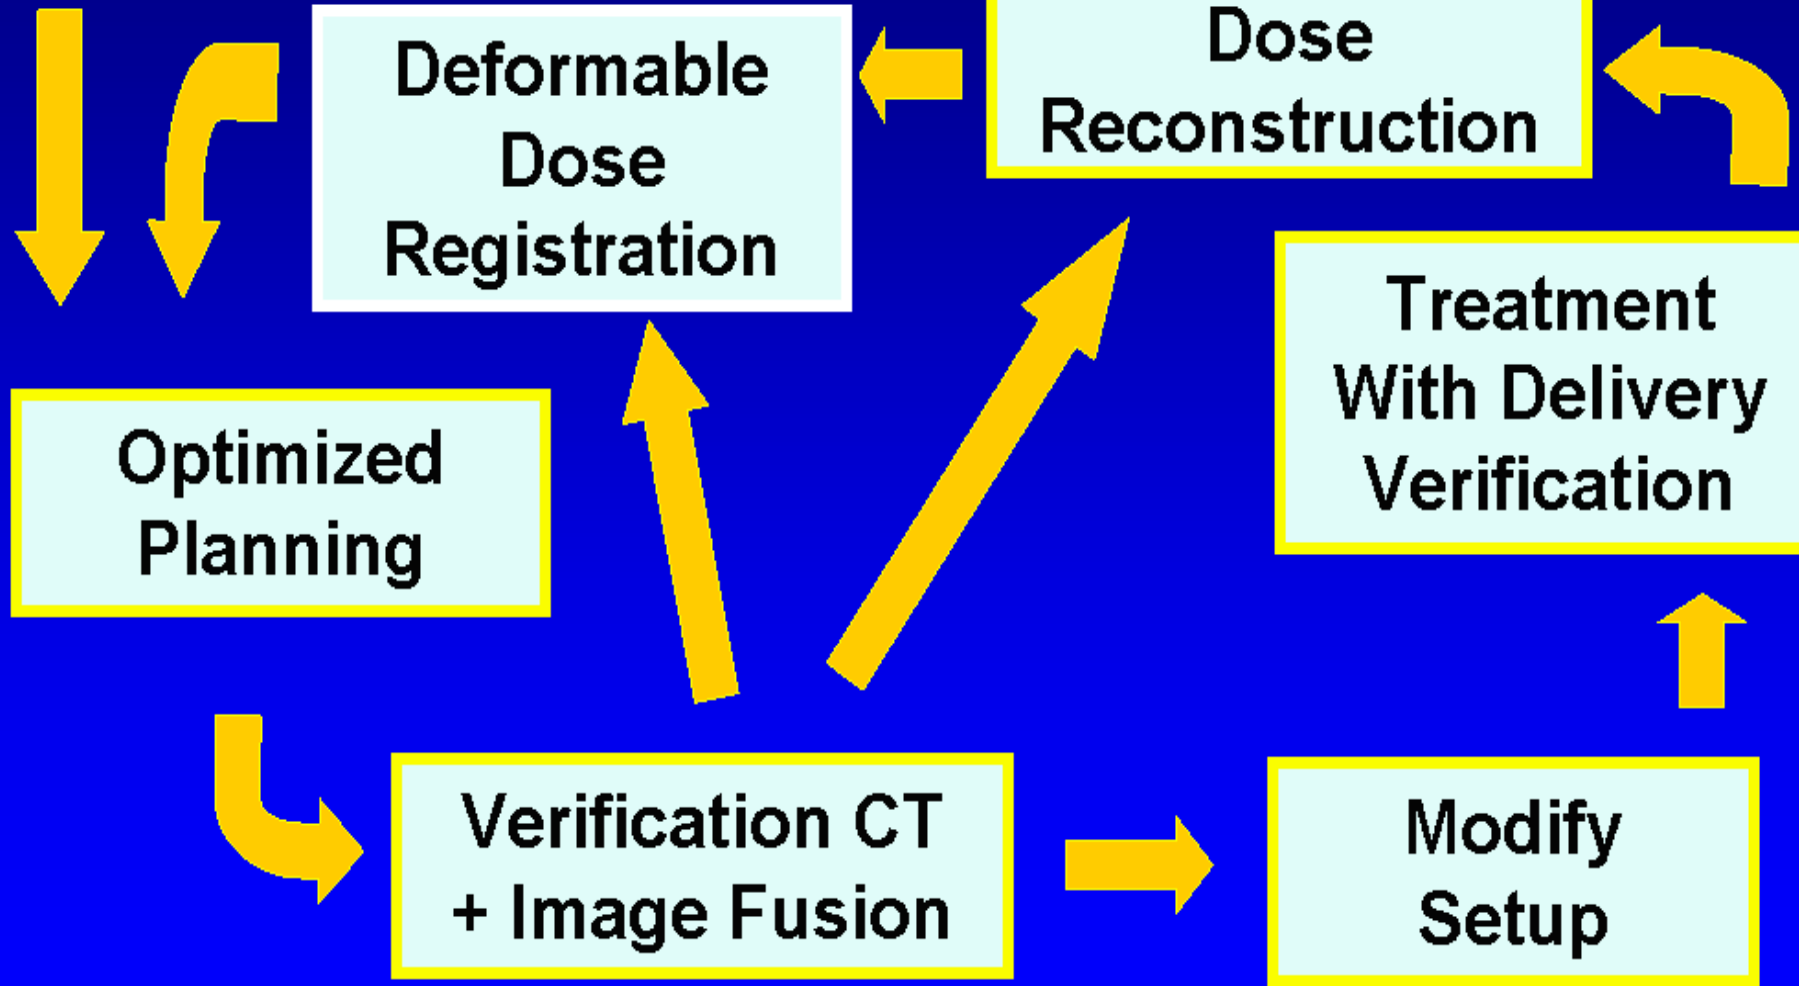 Deformable
Dose
Registration
Dose
Reconstruction
Treatment
With Delivery
Verification
Optimized
Planning
Verification CT
+ Image Fusion
Modify
Setup